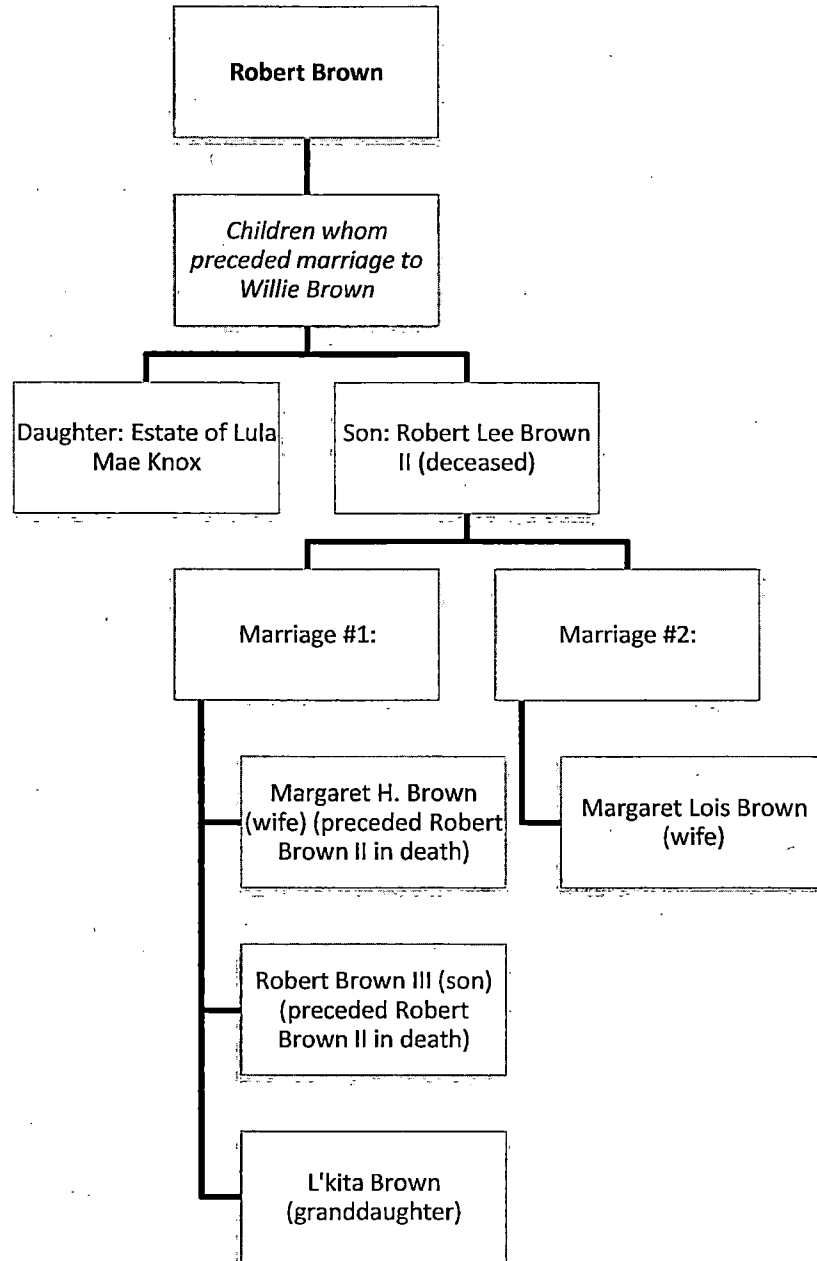 Robert Brown
Children whom
preceded marriage to
Willie Brown
Daughter: Estate of Lula
Mae Knox
Son: Robert Lee Brown
II (deceased)
Marriage #1:
Marriage #2:
Margaret H. Brown
(wife) (preceded Robert
Brown II in death)
Margaret Lois Brown
(wife)
Robert Brown III (son)
(preceded Robert
Brown II in death)
L'kita Brown
(granddaughter)